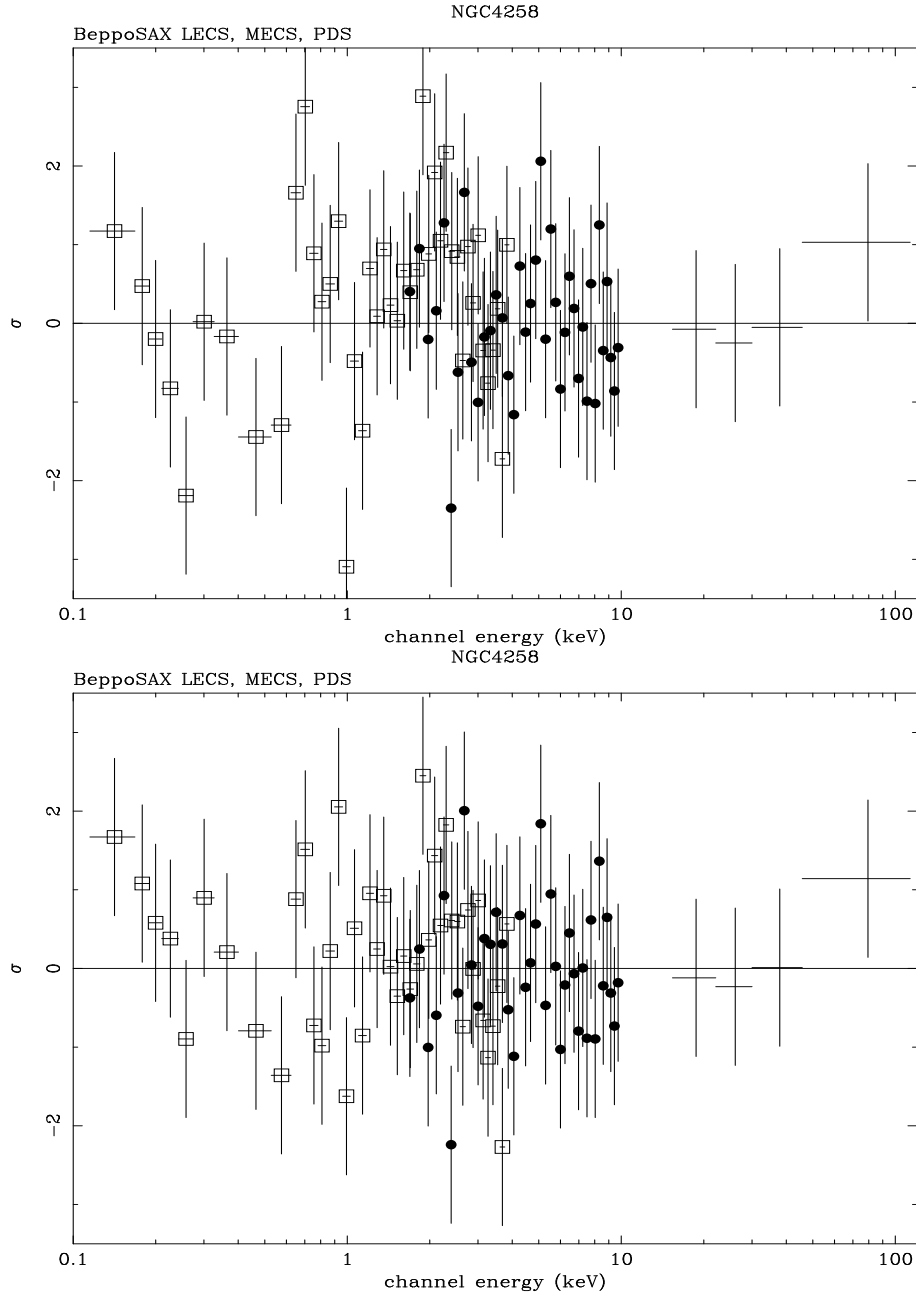 NGC4258
BeppoSAX LECS, MECS, PDS
2
0
−2
σ
0.1 1 10 100
channel energy (keV)
NGC4258
BeppoSAX LECS, MECS, PDS
2
0
−2
σ
0.1 1 10 100
channel energy (keV)